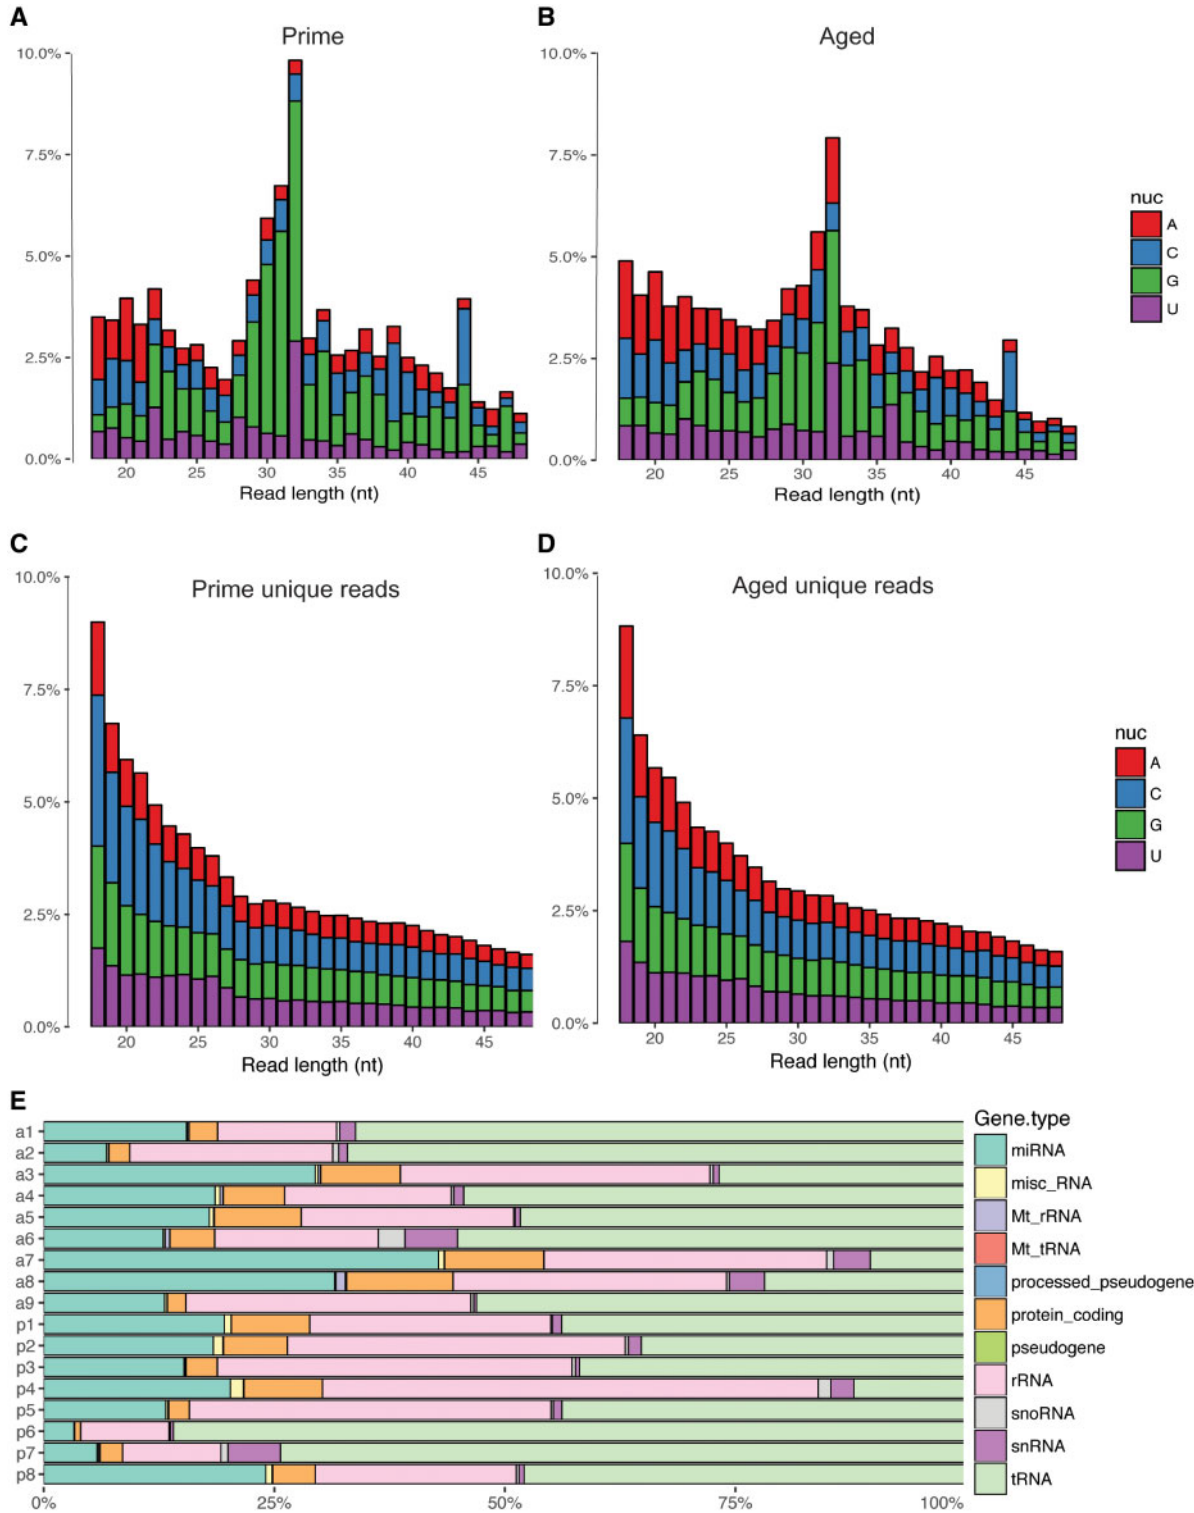 A
Prime
10.0%
7.5%
5.0%
2.5%
0.0%
20 25 30 35 40 45
Read length (nt)
B
Aged
10.0%
7.5%
5.0%
2.5%
0.0%
20 25 30 35 40 45
Read length (nt)
nuc
A
C
G
U
C
Prime unique reads
10.0%
7.5%
5.0%
2.5%
0.0%
20 25 30 35 40 45
Read length (nt)
D
Aged unique reads
10.0%
7.5%
5.0%
2.5%
0.0%
20 25 30 35 40 45
Read length (nt)
nuc
A
C
G
U
E
a1
a2
a3
a4
a5
a6
a7
a8
a9
p1
p2
p3
p4
p5
p6
p7
p8
0% 25% 50% 75% 100%
Gene.type
miRNA
misc_RNA
Mt_rRNA
Mt_tRNA
processed_pseudogene
protein_coding
pseudogene
rRNA
snoRNA
snRNA
tRNA